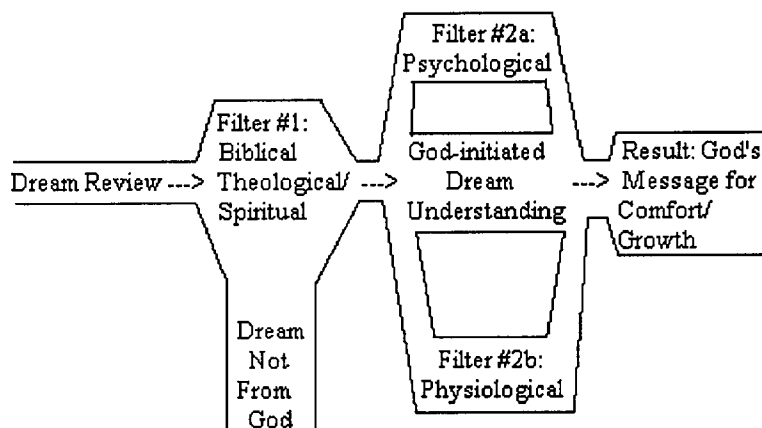 Dream Review --->
Filter #1:
Biblical
Theological/
Spiritual
--->
Dream
Not
From
God
Filter #2a:
Psychological
God-initiated
Dream
Understanding
Filter #2b:
Physiological
--->
Result: God's
Message for
Comfort/
Growth